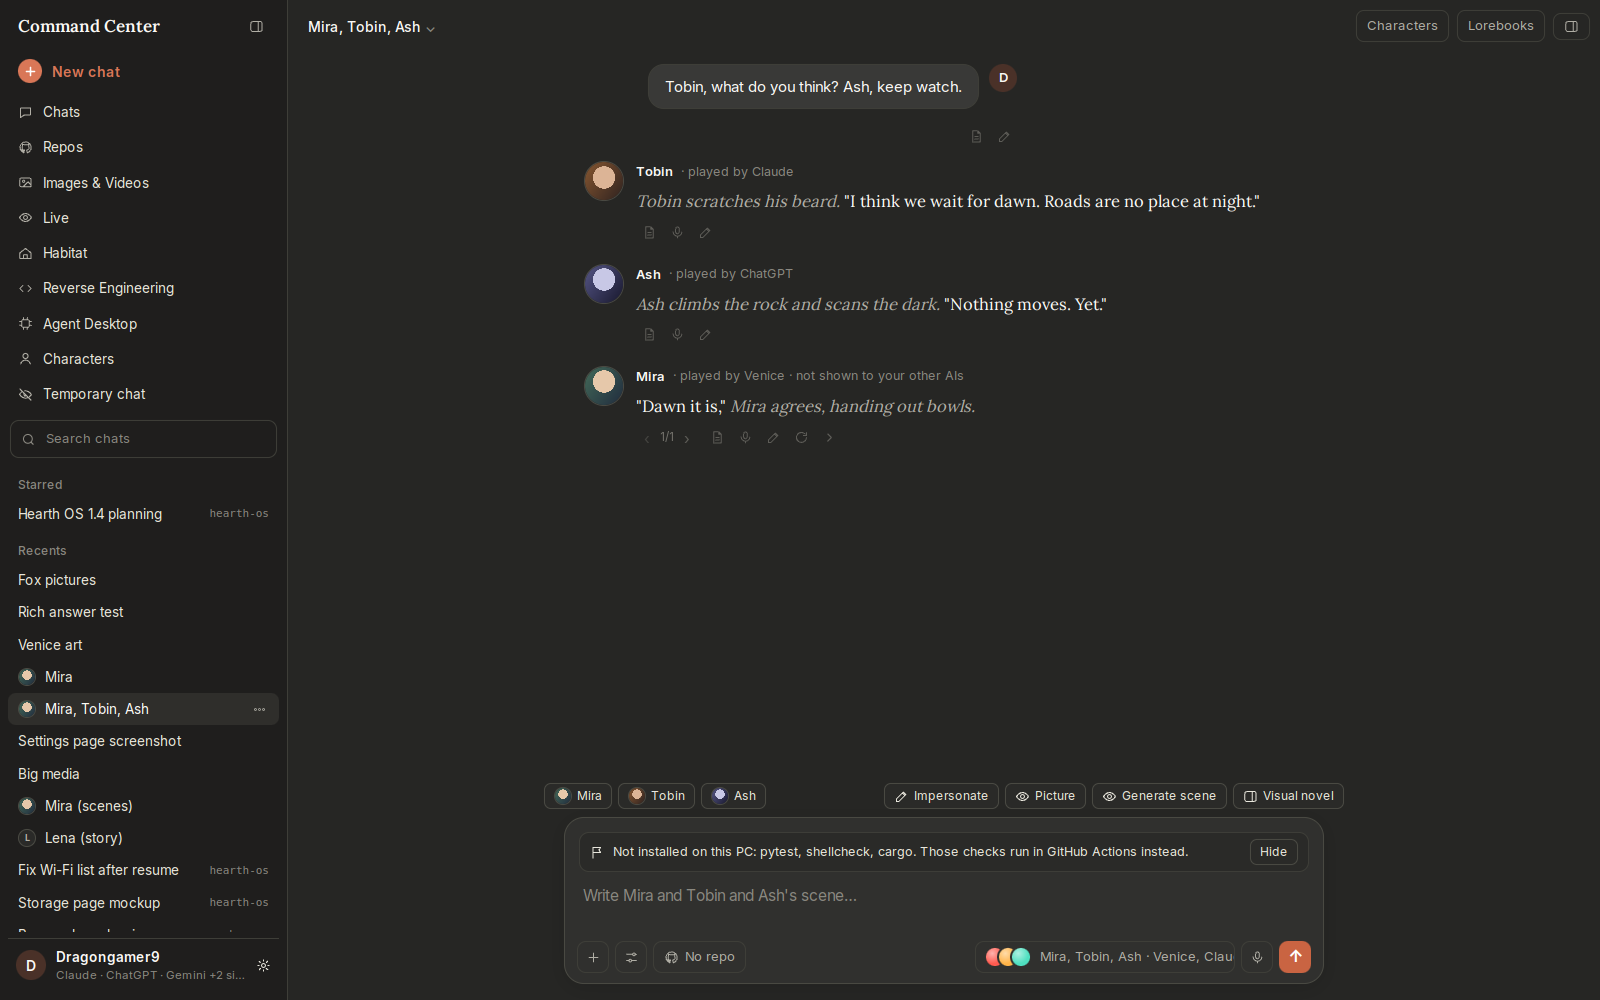 Command Center
New chat
Chats
Repos
Images & Videos
Live
Habitat
Reverse Engineering
Agent Desktop
Characters
Temporary chat
Search chats
Starred
Hearth OS 1.4 planning hearth-os
Recents
Fox pictures
Rich answer test
Venice art
Mira
Mira, Tobin, Ash
Settings page screenshot
Big media
Mira (scenes)
L Lena (story)
Fix Wi-Fi list after resume hearth-os
Storage page mockup hearth-os
D Dragongamer9
Claude · ChatGPT · Gemini +2 si...
Mira, Tobin, Ash
Characters Lorebooks
Tobin, what do you think? Ash, keep watch. D
Tobin · played by Claude
Tobin scratches his beard. "I think we wait for dawn. Roads are no place at night."
Ash · played by ChatGPT
Ash climbs the rock and scans the dark. "Nothing moves. Yet."
Mira · played by Venice · not shown to your other AIs
"Dawn it is," Mira agrees, handing out bowls.
1/1
Mira Tobin Ash Impersonate Picture Generate scene Visual novel
Not installed on this PC: pytest, shellcheck, cargo. Those checks run in GitHub Actions instead. Hide
Write Mira and Tobin and Ash's scene...
No repo Mira, Tobin, Ash · Venice, Clau